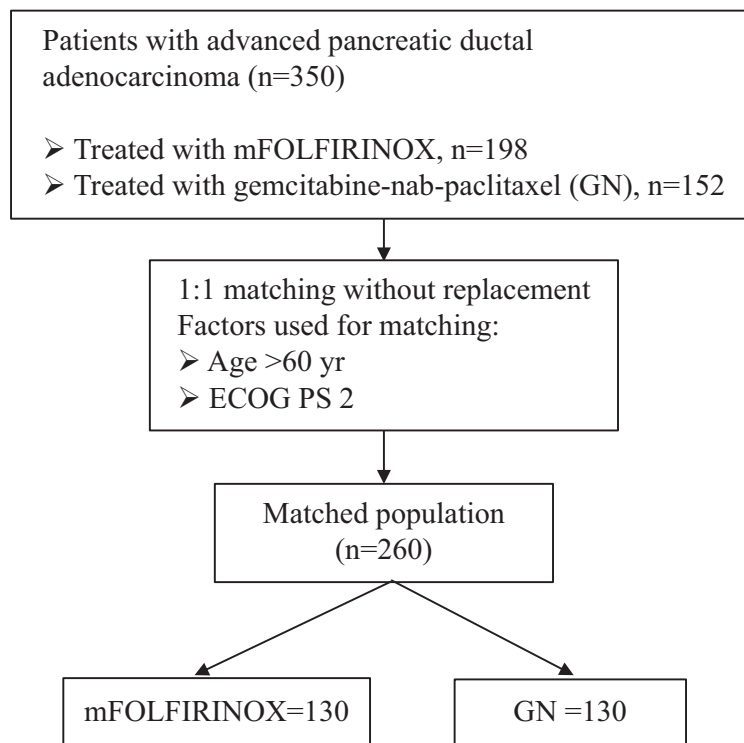 Patients with advanced pancreatic ductal
adenocarcinoma (n=350)
➢ Treated with mFOLFIRINOX, n=198
➢ Treated with gemcitabine-nab-paclitaxel (GN), n=152
1:1 matching without replacement
Factors used for matching:
➢ Age >60 yr
➢ ECOG PS 2
Matched population
(n=260)
mFOLFIRINOX=130
GN =130